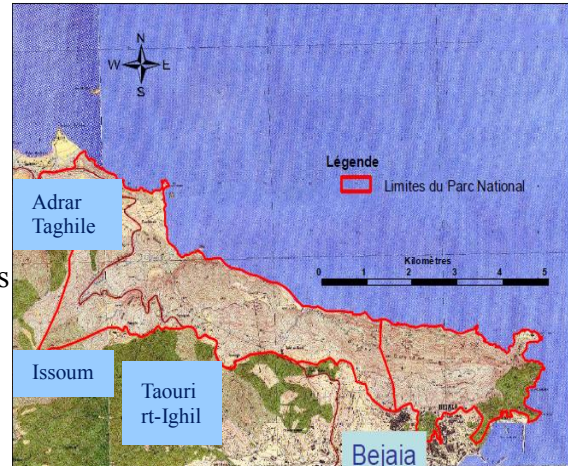 N
W E
S
Légende
Limites du Parc National
Adrar
Taghile
Kilomètres
0 1 2 3 4 5
s
Issoum
Taouri
rt-Ighil
BEJAIA
Bejaia